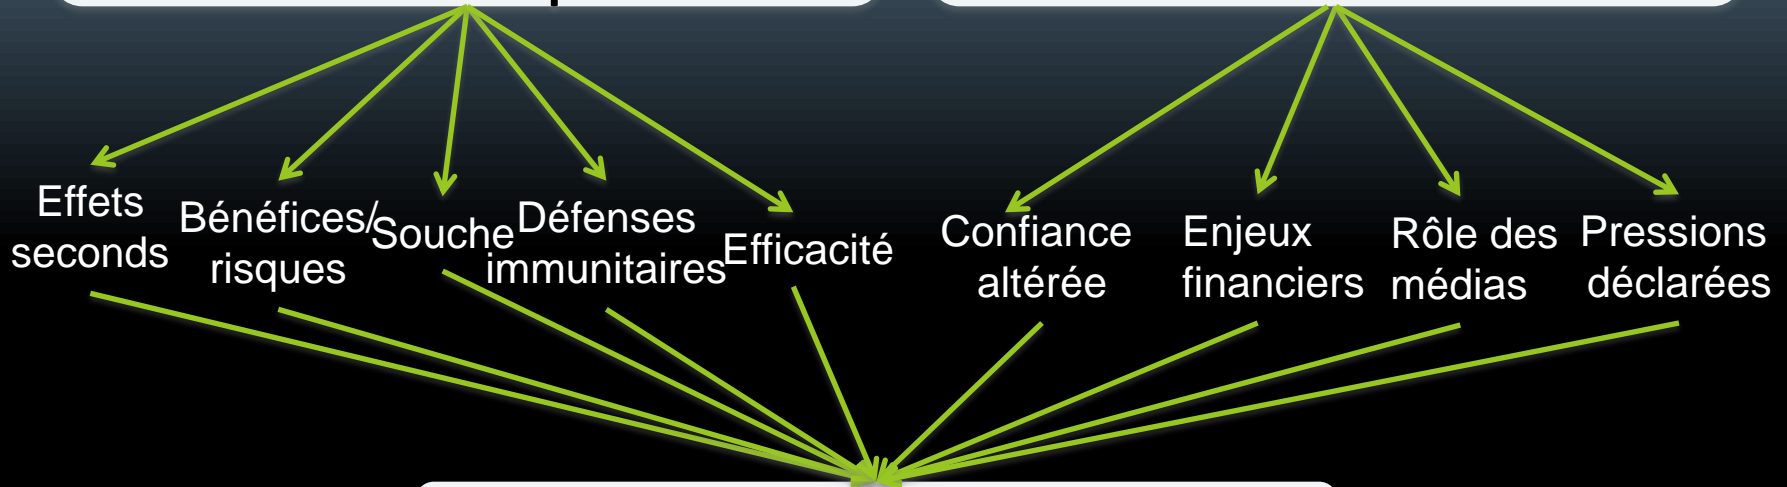 Effets
seconds
Bénéfices/
risques
Souche
Défenses
immunitaires
Efficacité
Confiance
altérée
Enjeux
financiers
Rôle des
médias
Pressions
déclarées